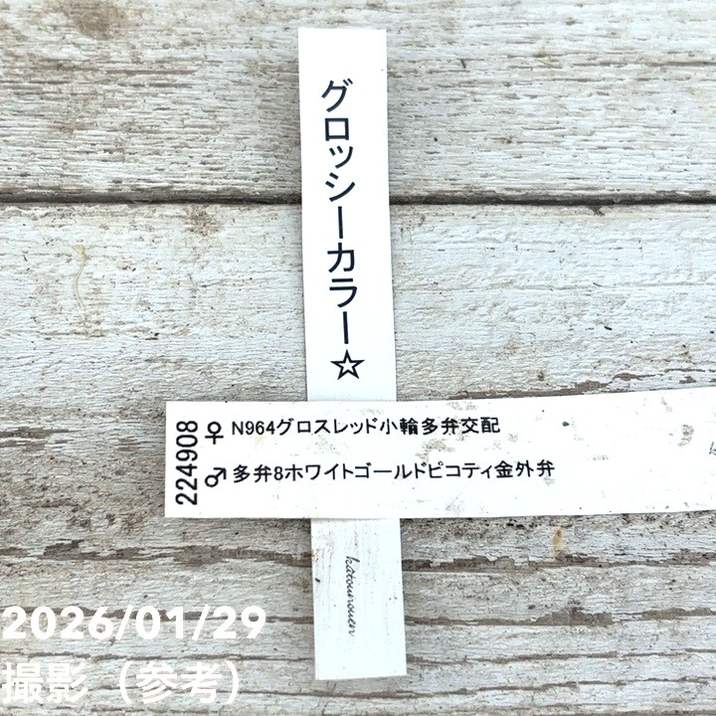 グロッシーカラー☆
224908
♀ N964グロスレッド小輪多弁交配
♂ 多弁8ホワイトゴールドピコティ金外弁
katounouen
2026/01/29
撮影（参考）